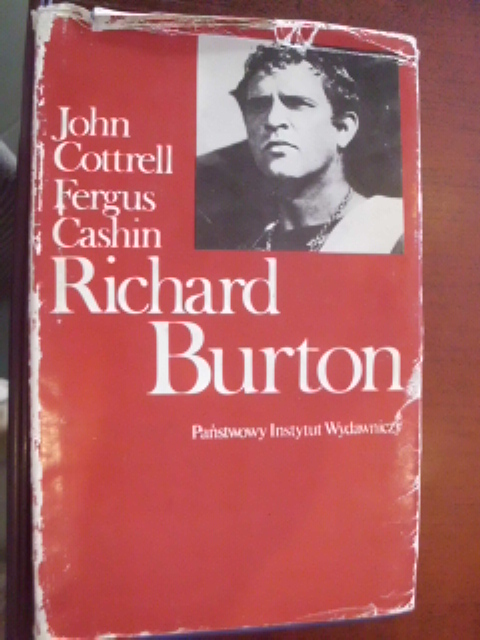 John
Cottrell
Fergus
Cashin
Richard
Burton
Państwowy Instytut Wydawniczy